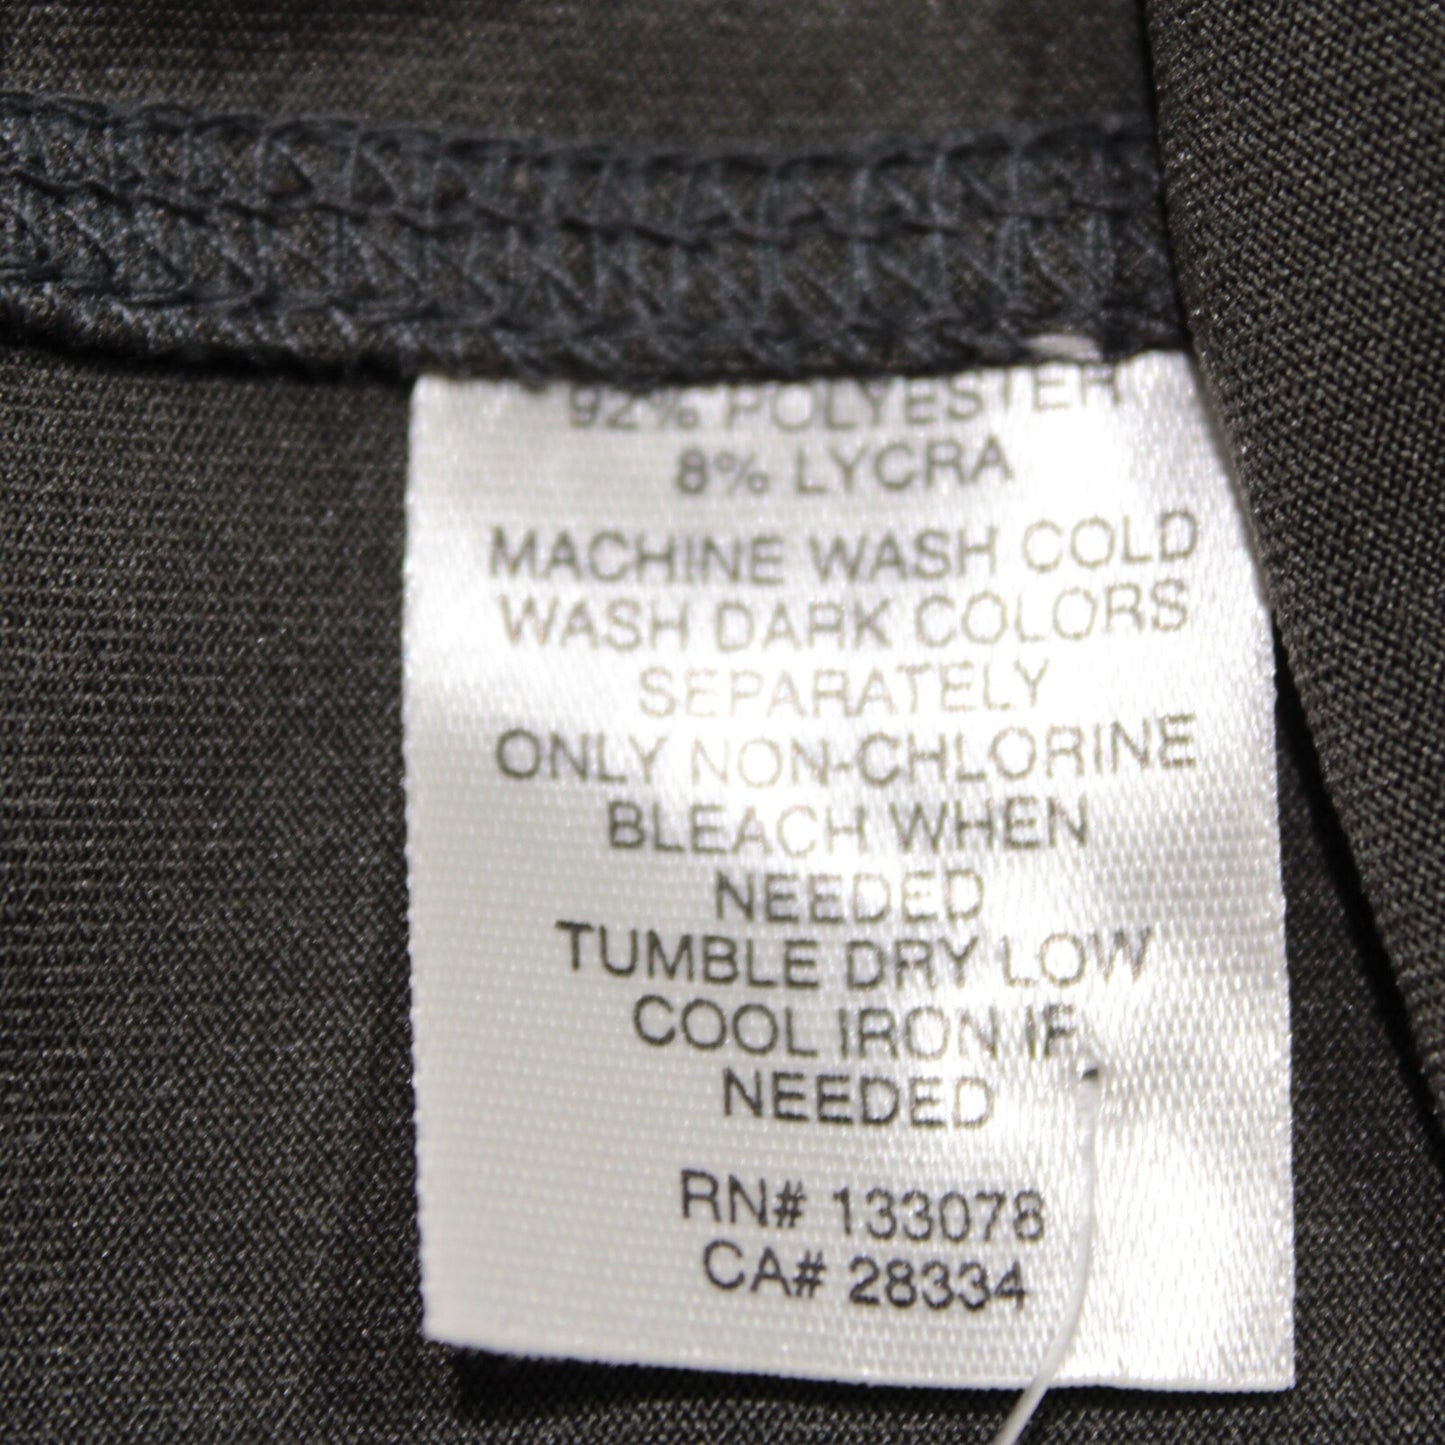 92% POLYESTER
8% LYCRA
MACHINE WASH COLD
WASH DARK COLORS
SEPARATELY
ONLY NON-CHLORINE
BLEACH WHEN
NEEDED
TUMBLE DRY LOW
COOL IRON IF
NEEDED
RN# 133078
CA# 28334